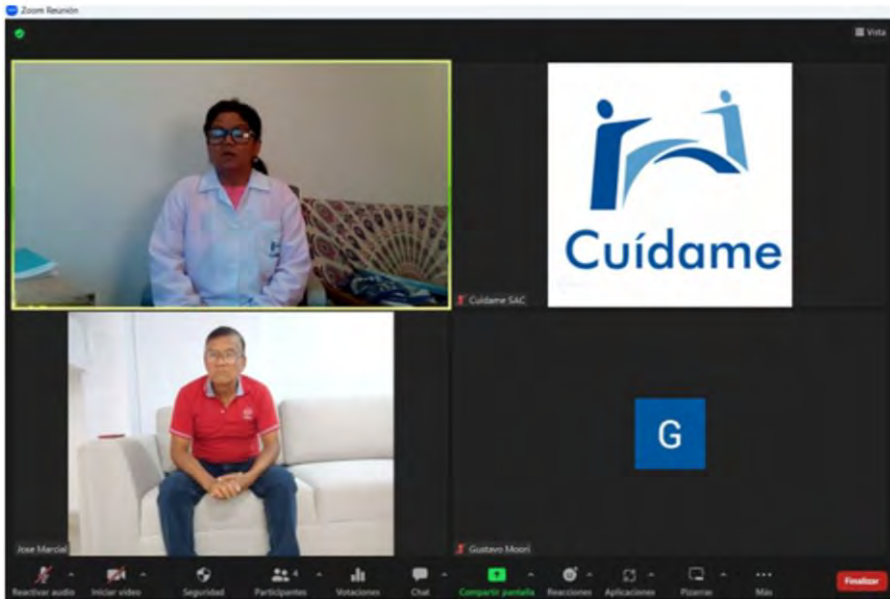 Zoom Reunión
Vista
Cuídame
Cuidame SAC
Jose Marcial
G
Gustavo Moori
Reactivar audio
Iniciar video
Seguridad
4
Participantes
Votaciones
Chat
Compartir pantalla
Reacciones
Aplicaciones
Pizarras
Más
Finalizar